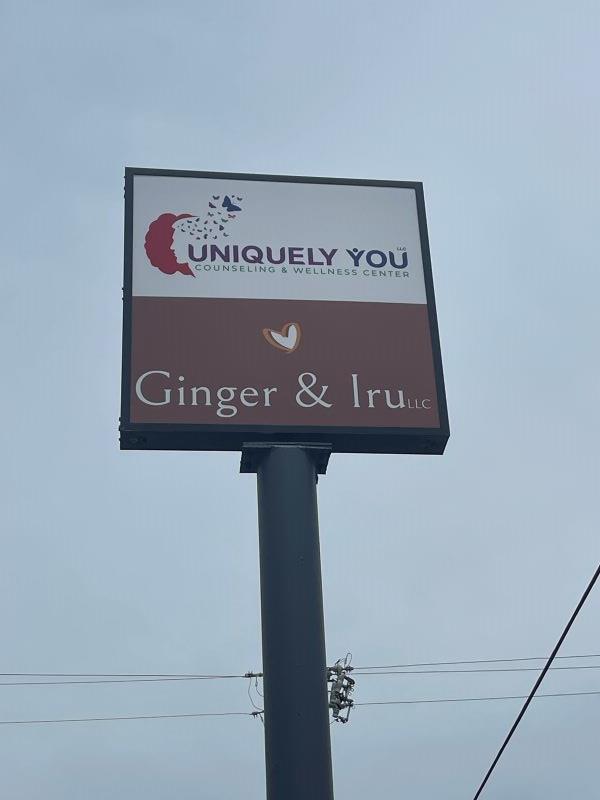 UNIQUELY YOU LLC
COUNSELING & WELLNESS CENTER
Ginger & Iru LLC